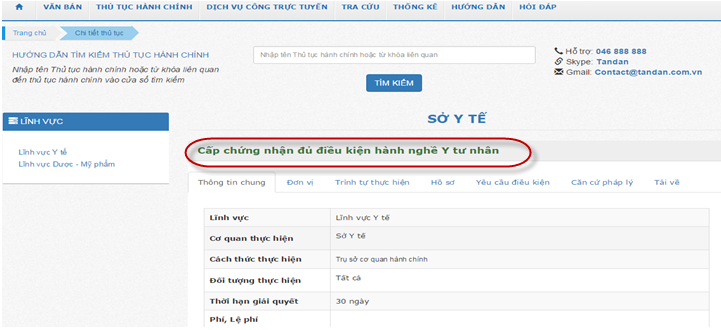 VĂN BẢN THỦ TỤC HÀNH CHÍNH DỊCH VỤ CÔNG TRỰC TUYẾN TRA CỨU THỐNG KÊ HƯỚNG DẪN HỎI ĐÁP
Trang chủ Chi tiết thủ tục
HƯỚNG DẪN TÌM KIẾM THỦ TỤC HÀNH CHÍNH
Nhập tên Thủ tục hành chính hoặc từ khóa liên quan
đến thủ tục hành chính vào cửa sổ tìm kiếm
Nhập tên Thủ tục hành chính hoặc từ khóa liên quan
TÌM KIẾM
Hỗ trợ: 046 888 888
Skype: Tandan
Gmail: Contact@tandan.com.vn
LĨNH VỰC
Lĩnh vực Y tế
Lĩnh vực Dược - Mỹ phẩm
SỞ Y TẾ
Cấp chứng nhận đủ điều kiện hành nghề Y tư nhân
Thông tin chung Đơn vị Trình tự thực hiện Hồ sơ Yêu cầu điều kiện Căn cứ pháp lý Tải về
Lĩnh vực Lĩnh vực Y tế
Cơ quan thực hiện Sở Y tế
Cách thức thực hiện Trụ sở cơ quan hành chính
Đối tượng thực hiện Tất cả
Thời hạn giải quyết 30 ngày
Phí, Lệ phí